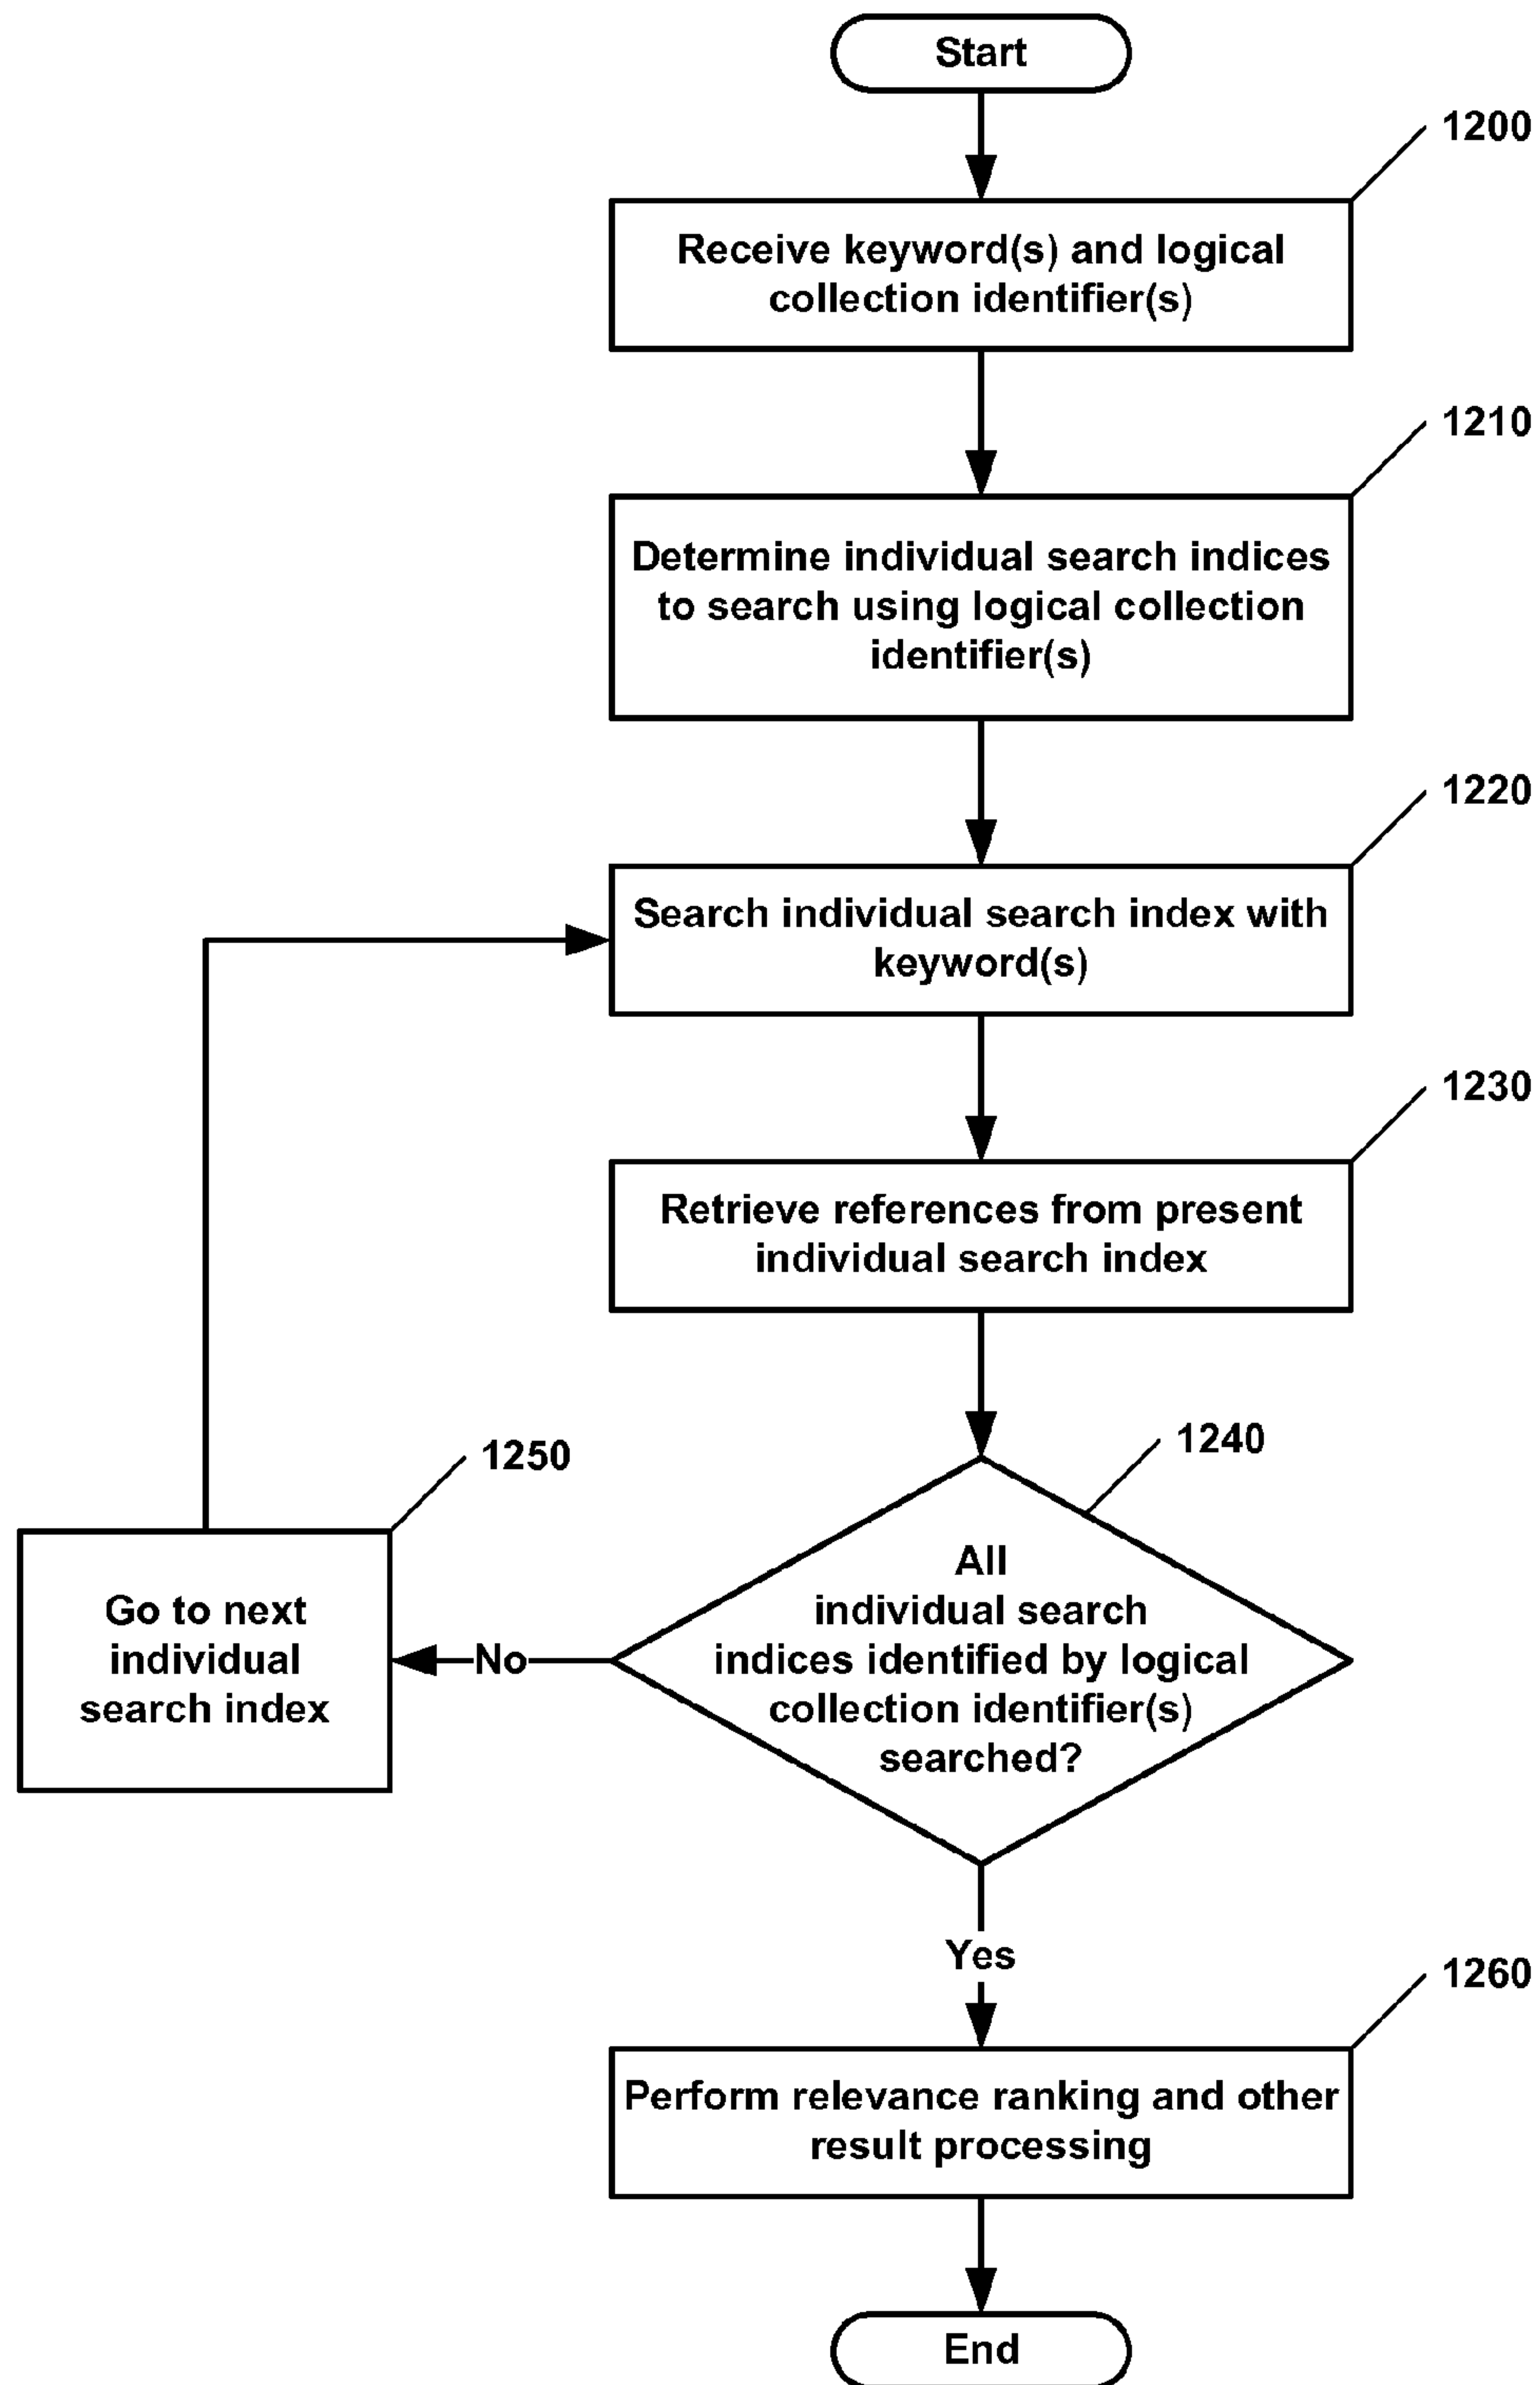 Start
1200
Receive keyword(s) and logical
collection identifier(s)
1210
Determine individual search indices
to search using logical collection
identifier(s)
1220
Search individual search index with
keyword(s)
1230
Retrieve references from present
individual search index
1240
All
individual search
indices identified by logical
collection identifier(s)
searched?
No
1250
Go to next
individual
search index
Yes
1260
Perform relevance ranking and other
result processing
End